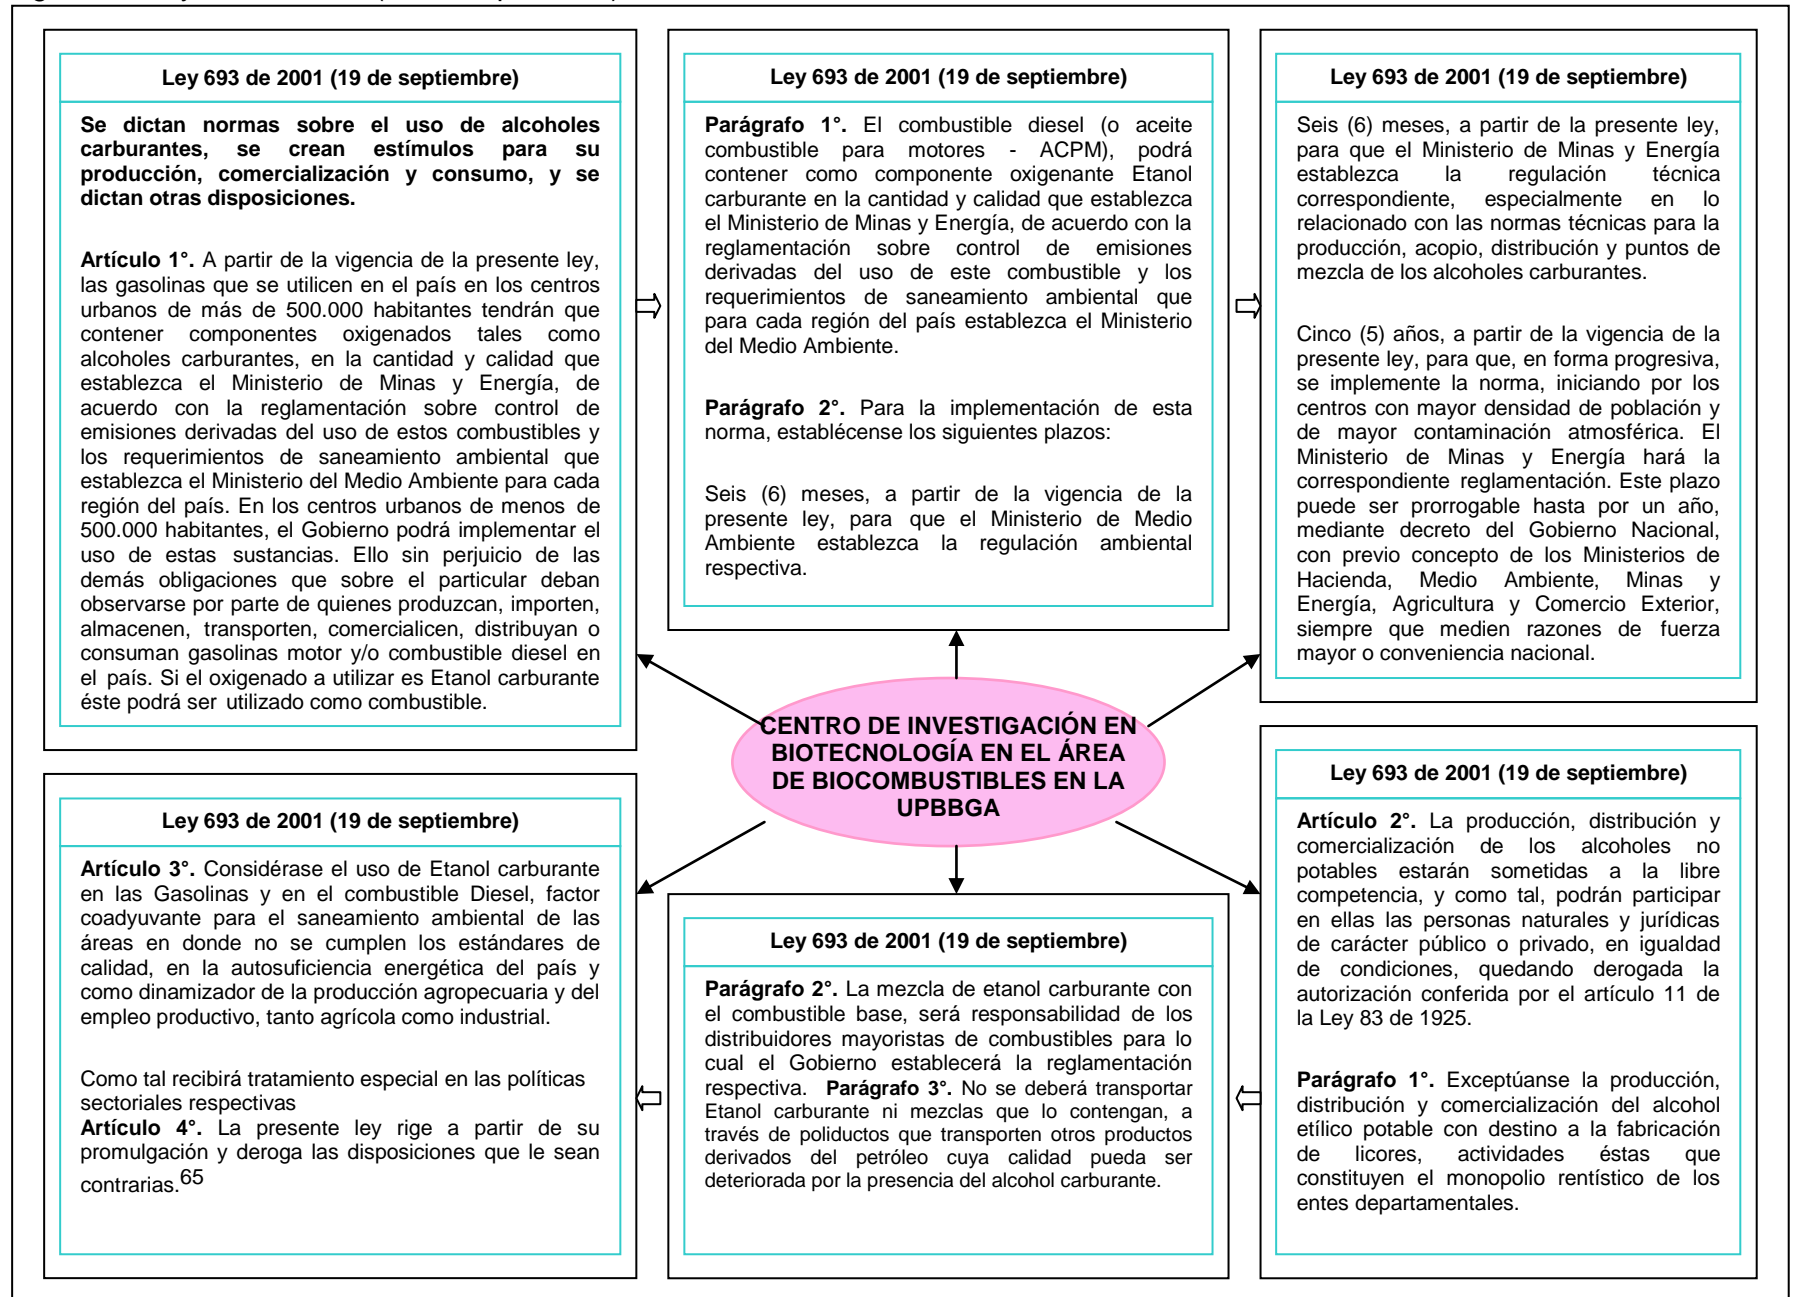 Ley 693 de 2001 (19 de septiembre)
Se dictan normas sobre el uso de alcoholes
carburantes, se crean estímulos para su
producción, comercialización y consumo, y se
dictan otras disposiciones.
Artículo 1°. A partir de la vigencia de la presente ley,
las gasolinas que se utilicen en el país en los centros
urbanos de más de 500.000 habitantes tendrán que
contener componentes oxigenados tales como
alcoholes carburantes, en la cantidad y calidad que
establezca el Ministerio de Minas y Energía, de
acuerdo con la reglamentación sobre control de
emisiones derivadas del uso de estos combustibles y
los requerimientos de saneamiento ambiental que
establezca el Ministerio del Medio Ambiente para cada
región del país. En los centros urbanos de menos de
500.000 habitantes, el Gobierno podrá implementar el
uso de estas sustancias. Ello sin perjuicio de las
demás obligaciones que sobre el particular deban
observarse por parte de quienes produzcan, importen,
almacenen, transporten, comercialicen, distribuyan o
consuman gasolinas motor y/o combustible diesel en
el país. Si el oxigenado a utilizar es Etanol carburante
éste podrá ser utilizado como combustible.
Ley 693 de 2001 (19 de septiembre)
Parágrafo 1°. El combustible diesel (o aceite
combustible para motores - ACPM), podrá
contener como componente oxigenante Etanol
carburante en la cantidad y calidad que establezca
el Ministerio de Minas y Energía, de acuerdo con la
reglamentación sobre control de emisiones
derivadas del uso de este combustible y los
requerimientos de saneamiento ambiental que
para cada región del país establezca el Ministerio
del Medio Ambiente.
Parágrafo 2°. Para la implementación de esta
norma, establécense los siguientes plazos:
Seis (6) meses, a partir de la vigencia de la
presente ley, para que el Ministerio de Medio
Ambiente establezca la regulación ambiental
respectiva.
Ley 693 de 2001 (19 de septiembre)
Seis (6) meses, a partir de la presente ley,
para que el Ministerio de Minas y Energía
establezca la regulación técnica
correspondiente, especialmente en lo
relacionado con las normas técnicas para la
producción, acopio, distribución y puntos de
mezcla de los alcoholes carburantes.
Cinco (5) años, a partir de la vigencia de la
presente ley, para que, en forma progresiva,
se implemente la norma, iniciando por los
centros con mayor densidad de población y
de mayor contaminación atmosférica. El
Ministerio de Minas y Energía hará la
correspondiente reglamentación. Este plazo
puede ser prorrogable hasta por un año,
mediante decreto del Gobierno Nacional,
con previo concepto de los Ministerios de
Hacienda, Medio Ambiente, Minas y
Energía, Agricultura y Comercio Exterior,
siempre que medien razones de fuerza
mayor o conveniencia nacional.
CENTRO DE INVESTIGACIÓN EN
BIOTECNOLOGÍA EN EL ÁREA
DE BIOCOMBUSTIBLES EN LA
UPBBGA
Ley 693 de 2001 (19 de septiembre)
Artículo 2°. La producción, distribución y
comercialización de los alcoholes no
potables estarán sometidas a la libre
competencia, y como tal, podrán participar
en ellas las personas naturales y jurídicas
de carácter público o privado, en igualdad
de condiciones, quedando derogada la
autorización conferida por el artículo 11 de
la Ley 83 de 1925.
Parágrafo 1°. Exceptúanse la producción,
distribución y comercialización del alcohol
etílico potable con destino a la fabricación
de licores, actividades éstas que
constituyen el monopolio rentístico de los
entes departamentales.
Ley 693 de 2001 (19 de septiembre)
Parágrafo 2°. La mezcla de etanol carburante con
el combustible base, será responsabilidad de los
distribuidores mayoristas de combustibles para lo
cual el Gobierno establecerá la reglamentación
respectiva. Parágrafo 3°. No se deberá transportar
Etanol carburante ni mezclas que lo contengan, a
través de poliductos que transporten otros productos
derivados del petróleo cuya calidad pueda ser
deteriorada por la presencia del alcohol carburante.
Ley 693 de 2001 (19 de septiembre)
Artículo 3°. Considérase el uso de Etanol carburante
en las Gasolinas y en el combustible Diesel, factor
coadyuvante para el saneamiento ambiental de las
áreas en donde no se cumplen los estándares de
calidad, en la autosuficiencia energética del país y
como dinamizador de la producción agropecuaria y del
empleo productivo, tanto agrícola como industrial.
Como tal recibirá tratamiento especial en las políticas
sectoriales respectivas
Artículo 4°. La presente ley rige a partir de su
promulgación y deroga las disposiciones que le sean
contrarias.65